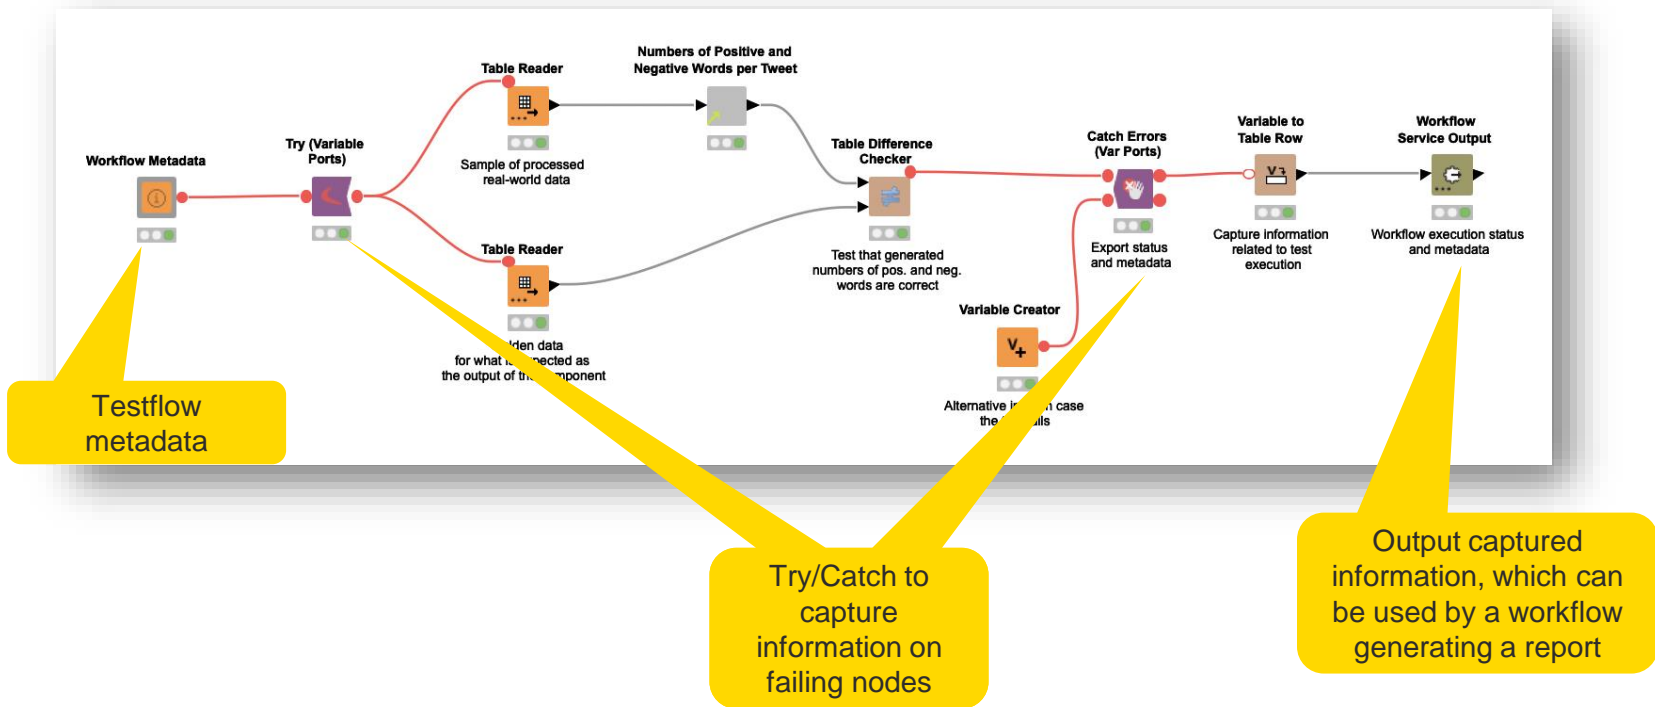 Workflow Metadata
Try (Variable
Ports)
Table Reader
Sample of processed
real-world data
Numbers of Positive and
Negative Words per Tweet
Table Reader
data
for what
as
the output of
Table Difference
Checker
Test that generated
numbers of pos. and neg.
words are correct
Variable Creator
V+
Alternative
case
the
Catch Errors
(Var Ports)
Export status
and metadata
Variable to
Table Row
Capture information
related to test
execution
Workflow
Service Output
Workflow execution status
and metadata
Testflow
metadata
Try/Catch to
capture
information on
failing nodes
Output captured
information, which can
be used by a workflow
generating a report